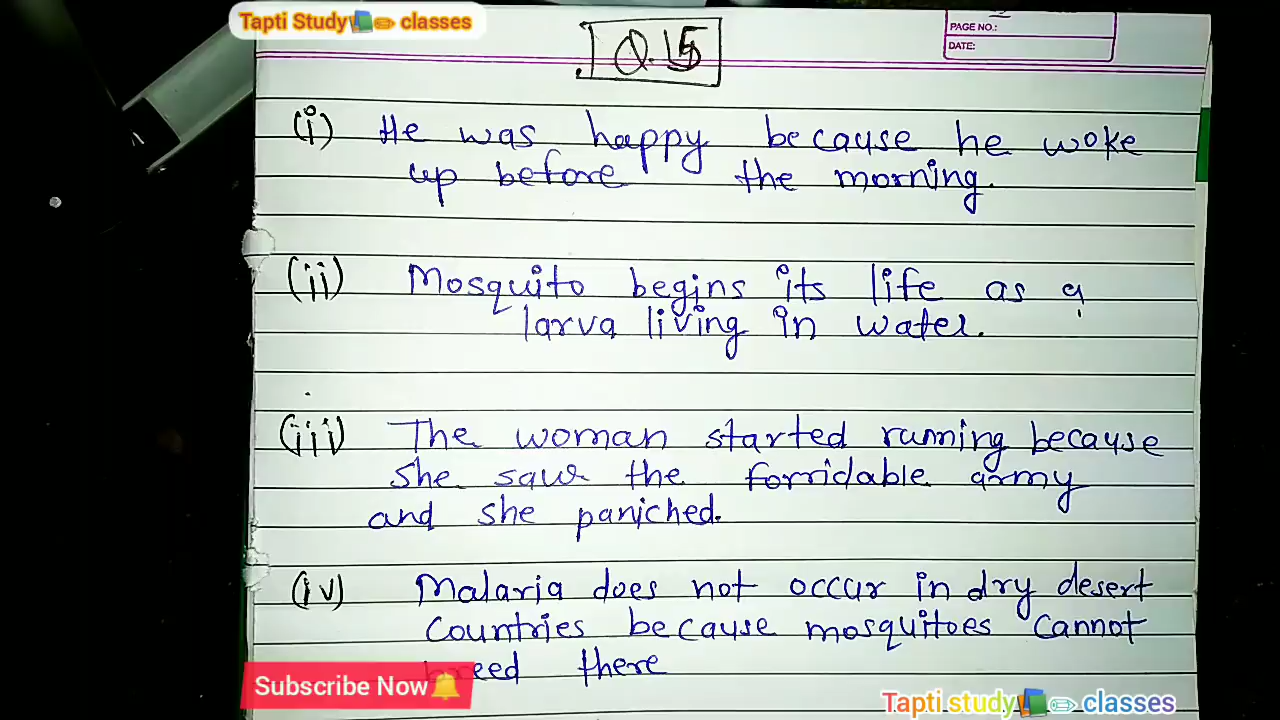 Tapti Study classes
PAGE NO.:
DATE:
Q.15
(i) He was happy because he woke
up before the morning.
(ii) Mosquito begins its life as a
larva living in water.
(iii) The woman started running because
she saw the forridable army
and she paniched.
(iv) Malaria does not occur in dry desert
Countries because mosquitoes cannot
breed there
Subscribe Now
Tapti study classes